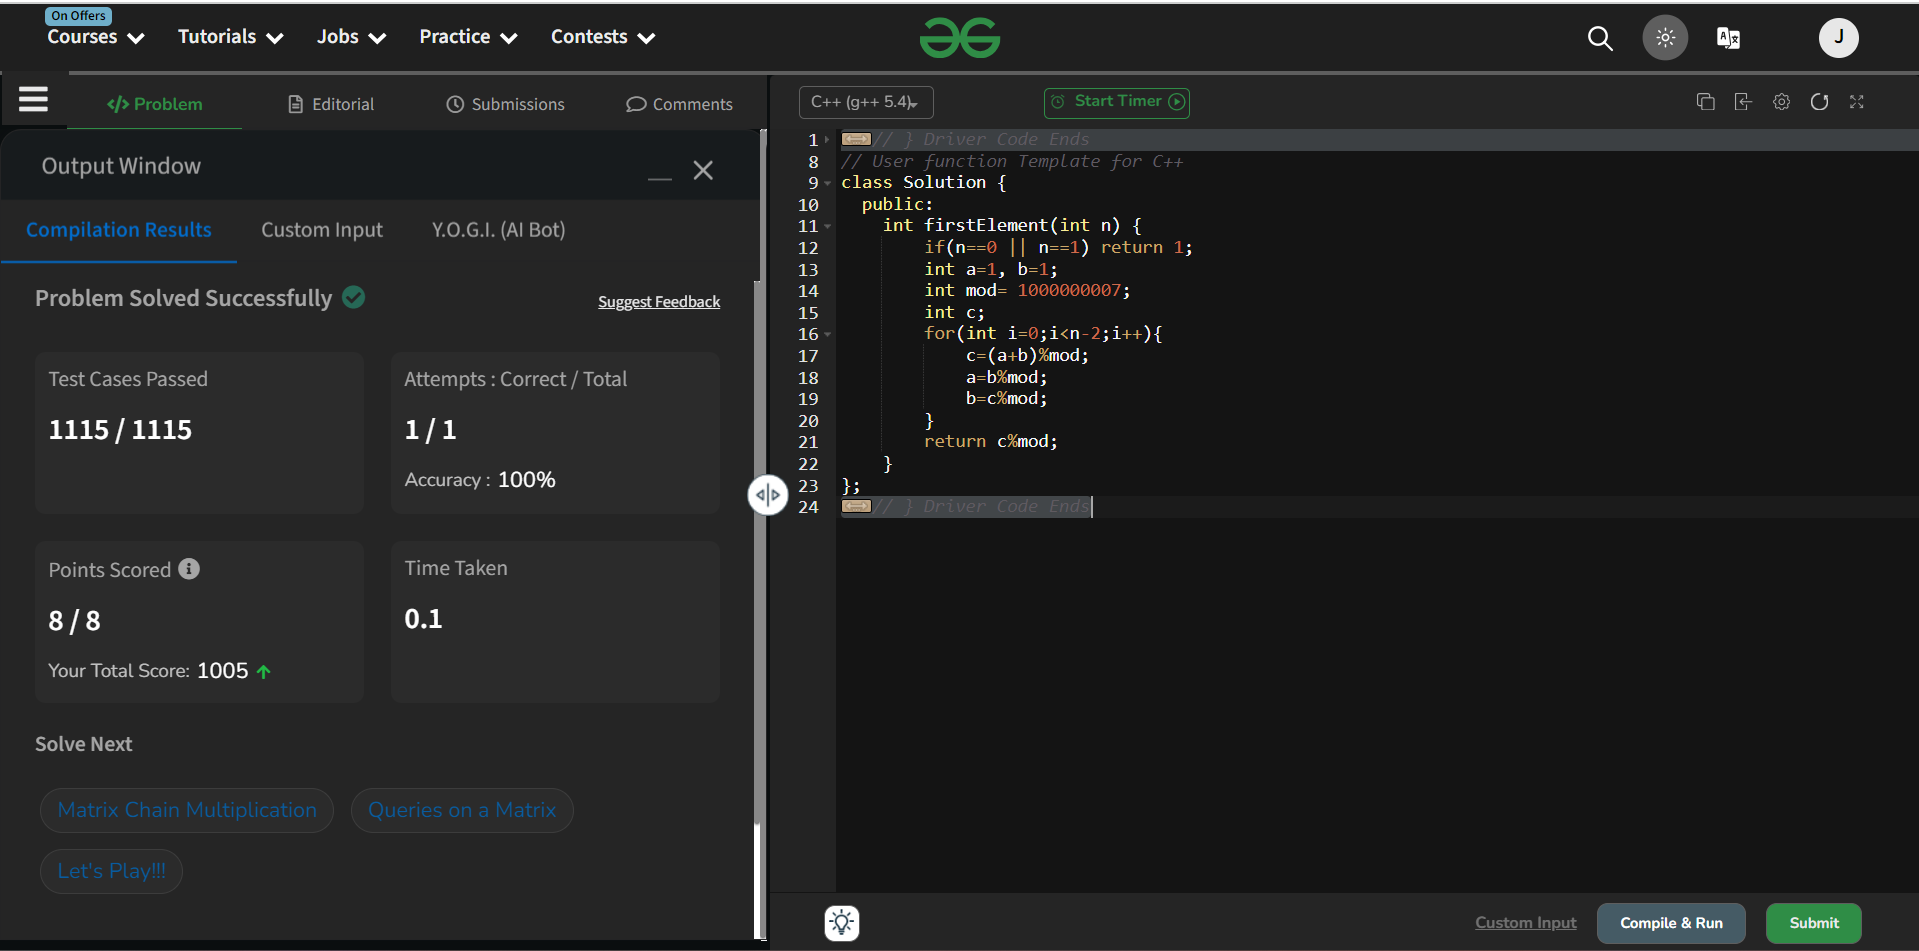 On Offers
Courses Tutorials Jobs Practice Contests
J
</> Problem Editorial Submissions Comments
Output Window
Compilation Results Custom Input Y.O.G.I. (AI Bot)
Problem Solved Successfully
Suggest Feedback
Test Cases Passed
1115 / 1115
Attempts : Correct / Total
1 / 1
Accuracy : 100%
Points Scored
8 / 8
Your Total Score: 1005
Time Taken
0.1
Solve Next
Matrix Chain Multiplication Queries on a Matrix
Let's Play!!!
C++ (g++ 5.4) Start Timer
1 // } Driver Code Ends
8 // User function Template for C++
9 class Solution {
10 public:
11 int firstElement(int n) {
12 if(n==0 || n==1) return 1;
13 int a=1, b=1;
14 int mod= 1000000007;
15 int c;
16 for(int i=0;i<n-2;i++){
17 c=(a+b)%mod;
18 a=b%mod;
19 b=c%mod;
20 }
21 return c%mod;
22 }
23 };
24 // } Driver Code Ends
Custom Input Compile & Run Submit